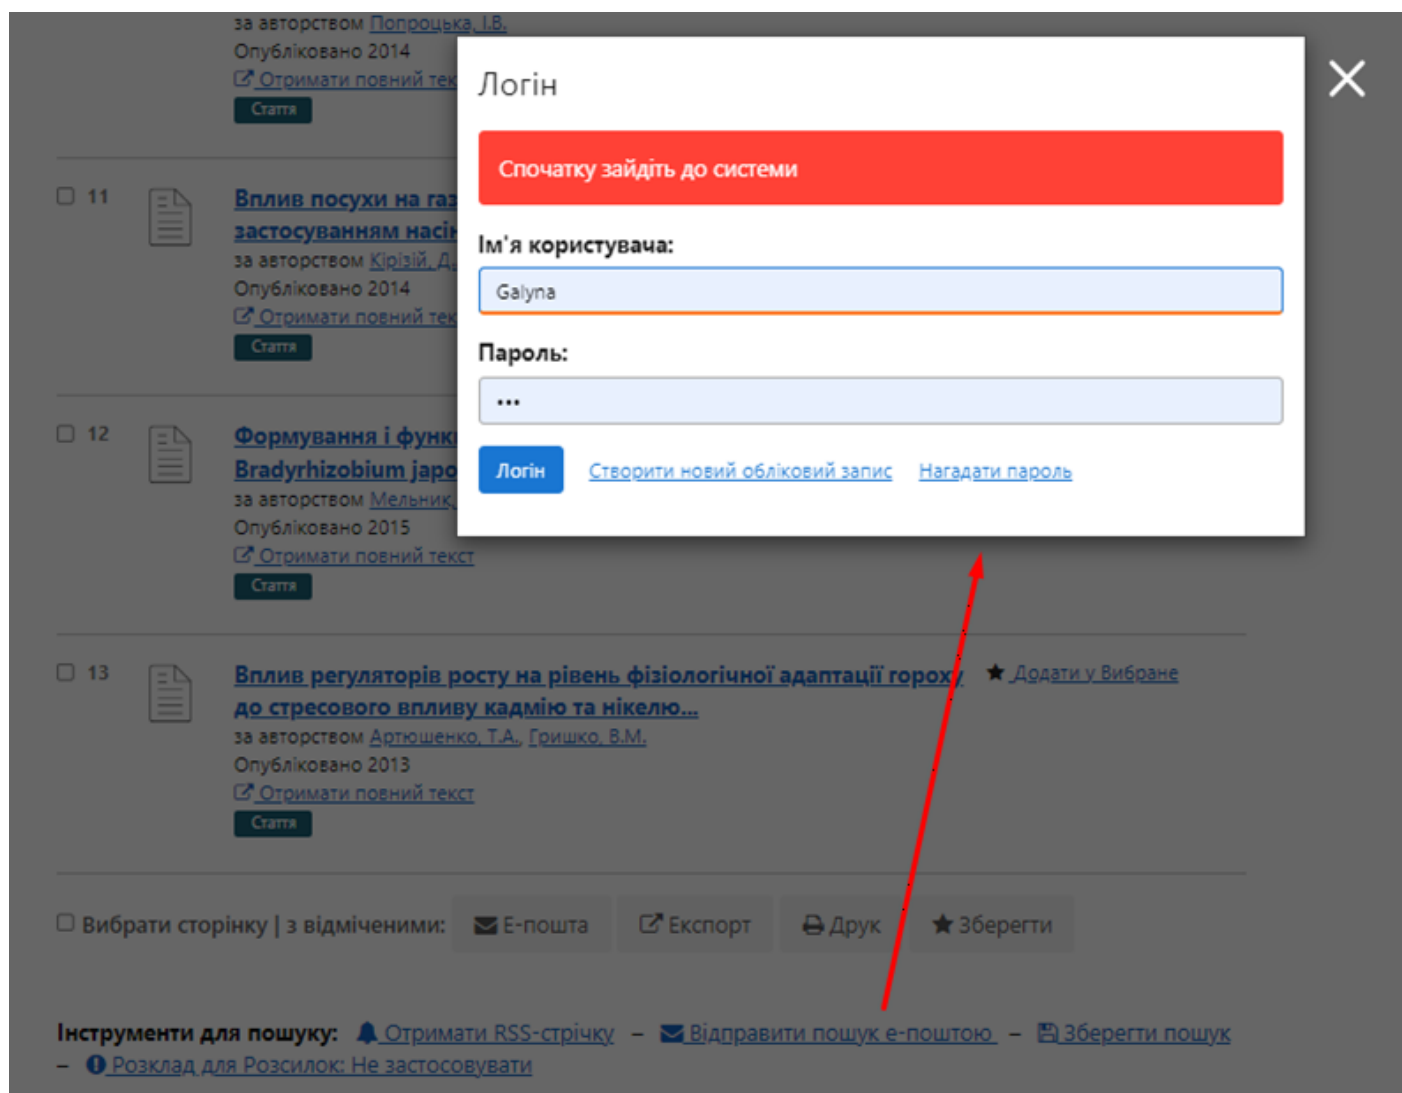 за авторством Попроцька, І.В.
Опубліковано 2014
Отримати повний тек
Стаття
Логін
Спочатку зайдіть до системи
11
Вплив посухи на газ
застосуванням насін
за авторством Кірізій, Д.
Опубліковано 2014
Отримати повний тек
Стаття
Ім'я користувача:
Galyna
Пароль:
•••
Логін Створити новий обліковий запис Нагадати пароль
12
Формування і функц
Bradyrhizobium japo
за авторством Мельник,
Опубліковано 2015
Отримати повний текст
Стаття
13
Вплив регуляторів росту на рівень фізіологічної адаптації гороху
до стресового впливу кадмію та нікелю...
Додати у Вибране
за авторством Артюшенко, Т.А., Гришко, В.М.
Опубліковано 2013
Отримати повний текст
Стаття
Вибрати сторінку | з відміченими: Е-пошта Експорт Друк Зберегти
Інструменти для пошуку: Отримати RSS-стрічку – Відправити пошук е-поштою – Зберегти пошук
– Розклад для Розсилок: Не застосовувати